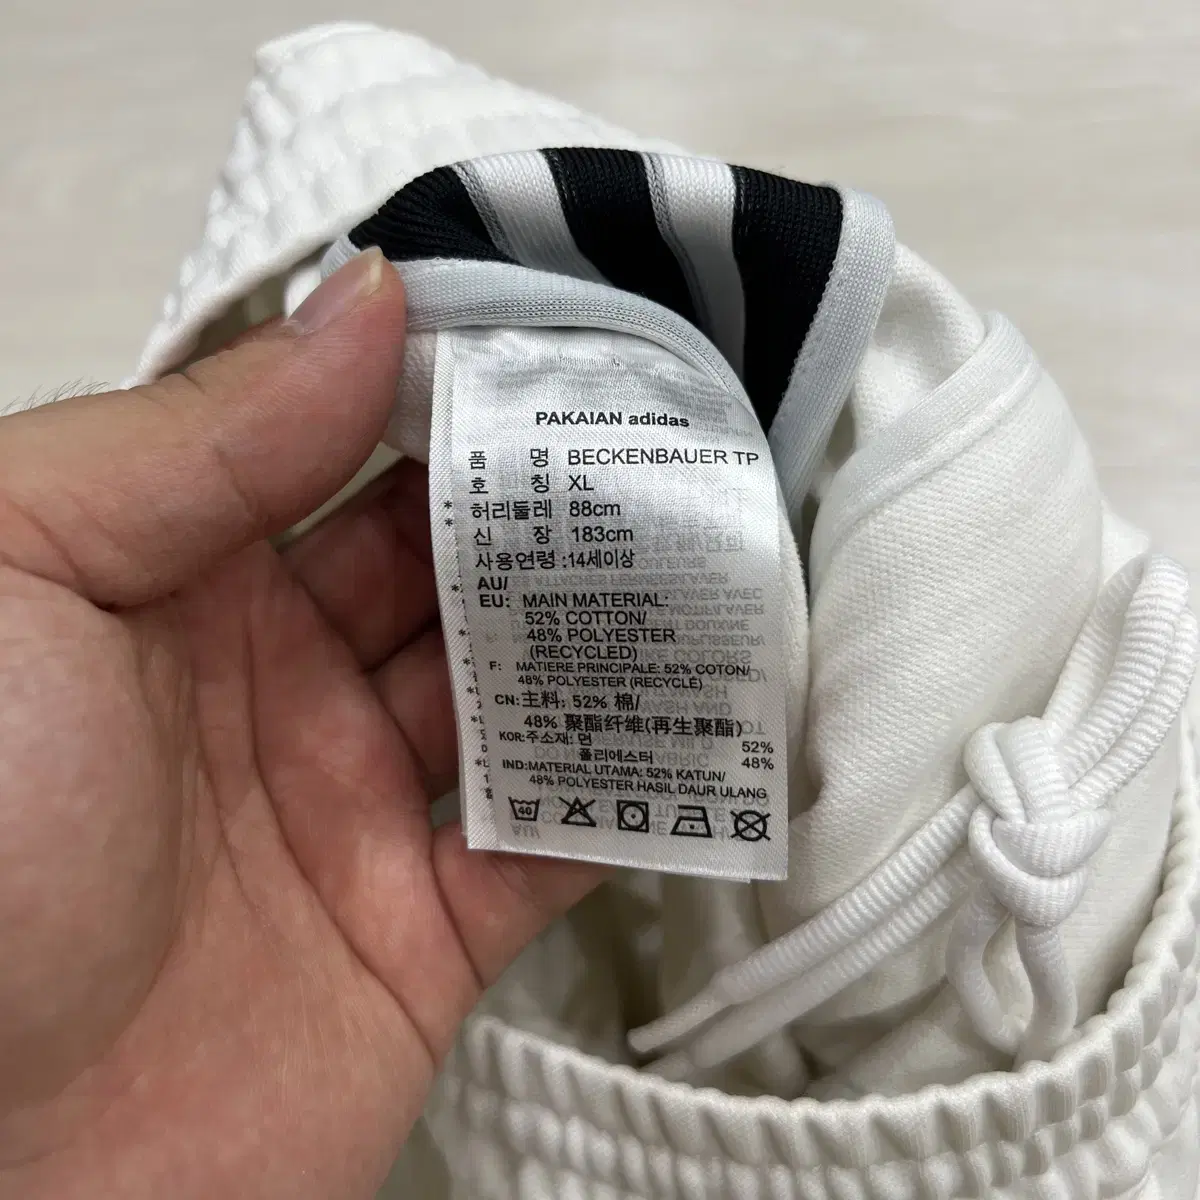 PAKAIAN adidas
품 명 BECKENBAUER TP
호 칭 XL
허리둘레 88cm
신 장 183cm
사용연령 :14세이상
AU/
EU: MAIN MATERIAL:
52% COTTON/
48% POLYESTER
(RECYCLED)
F: MATIERE PRINCIPALE: 52% COTON/
48% POLYESTER (RECYCLÉ)
CN:主料: 52% 棉/
48% 聚酯纤维(再生聚酯)
KOR:주소재: 면 52%
폴리에스터 48%
IND:MATERIAL UTAMA: 52% KATUN/
48% POLYESTER HASIL DAUR ULANG
40